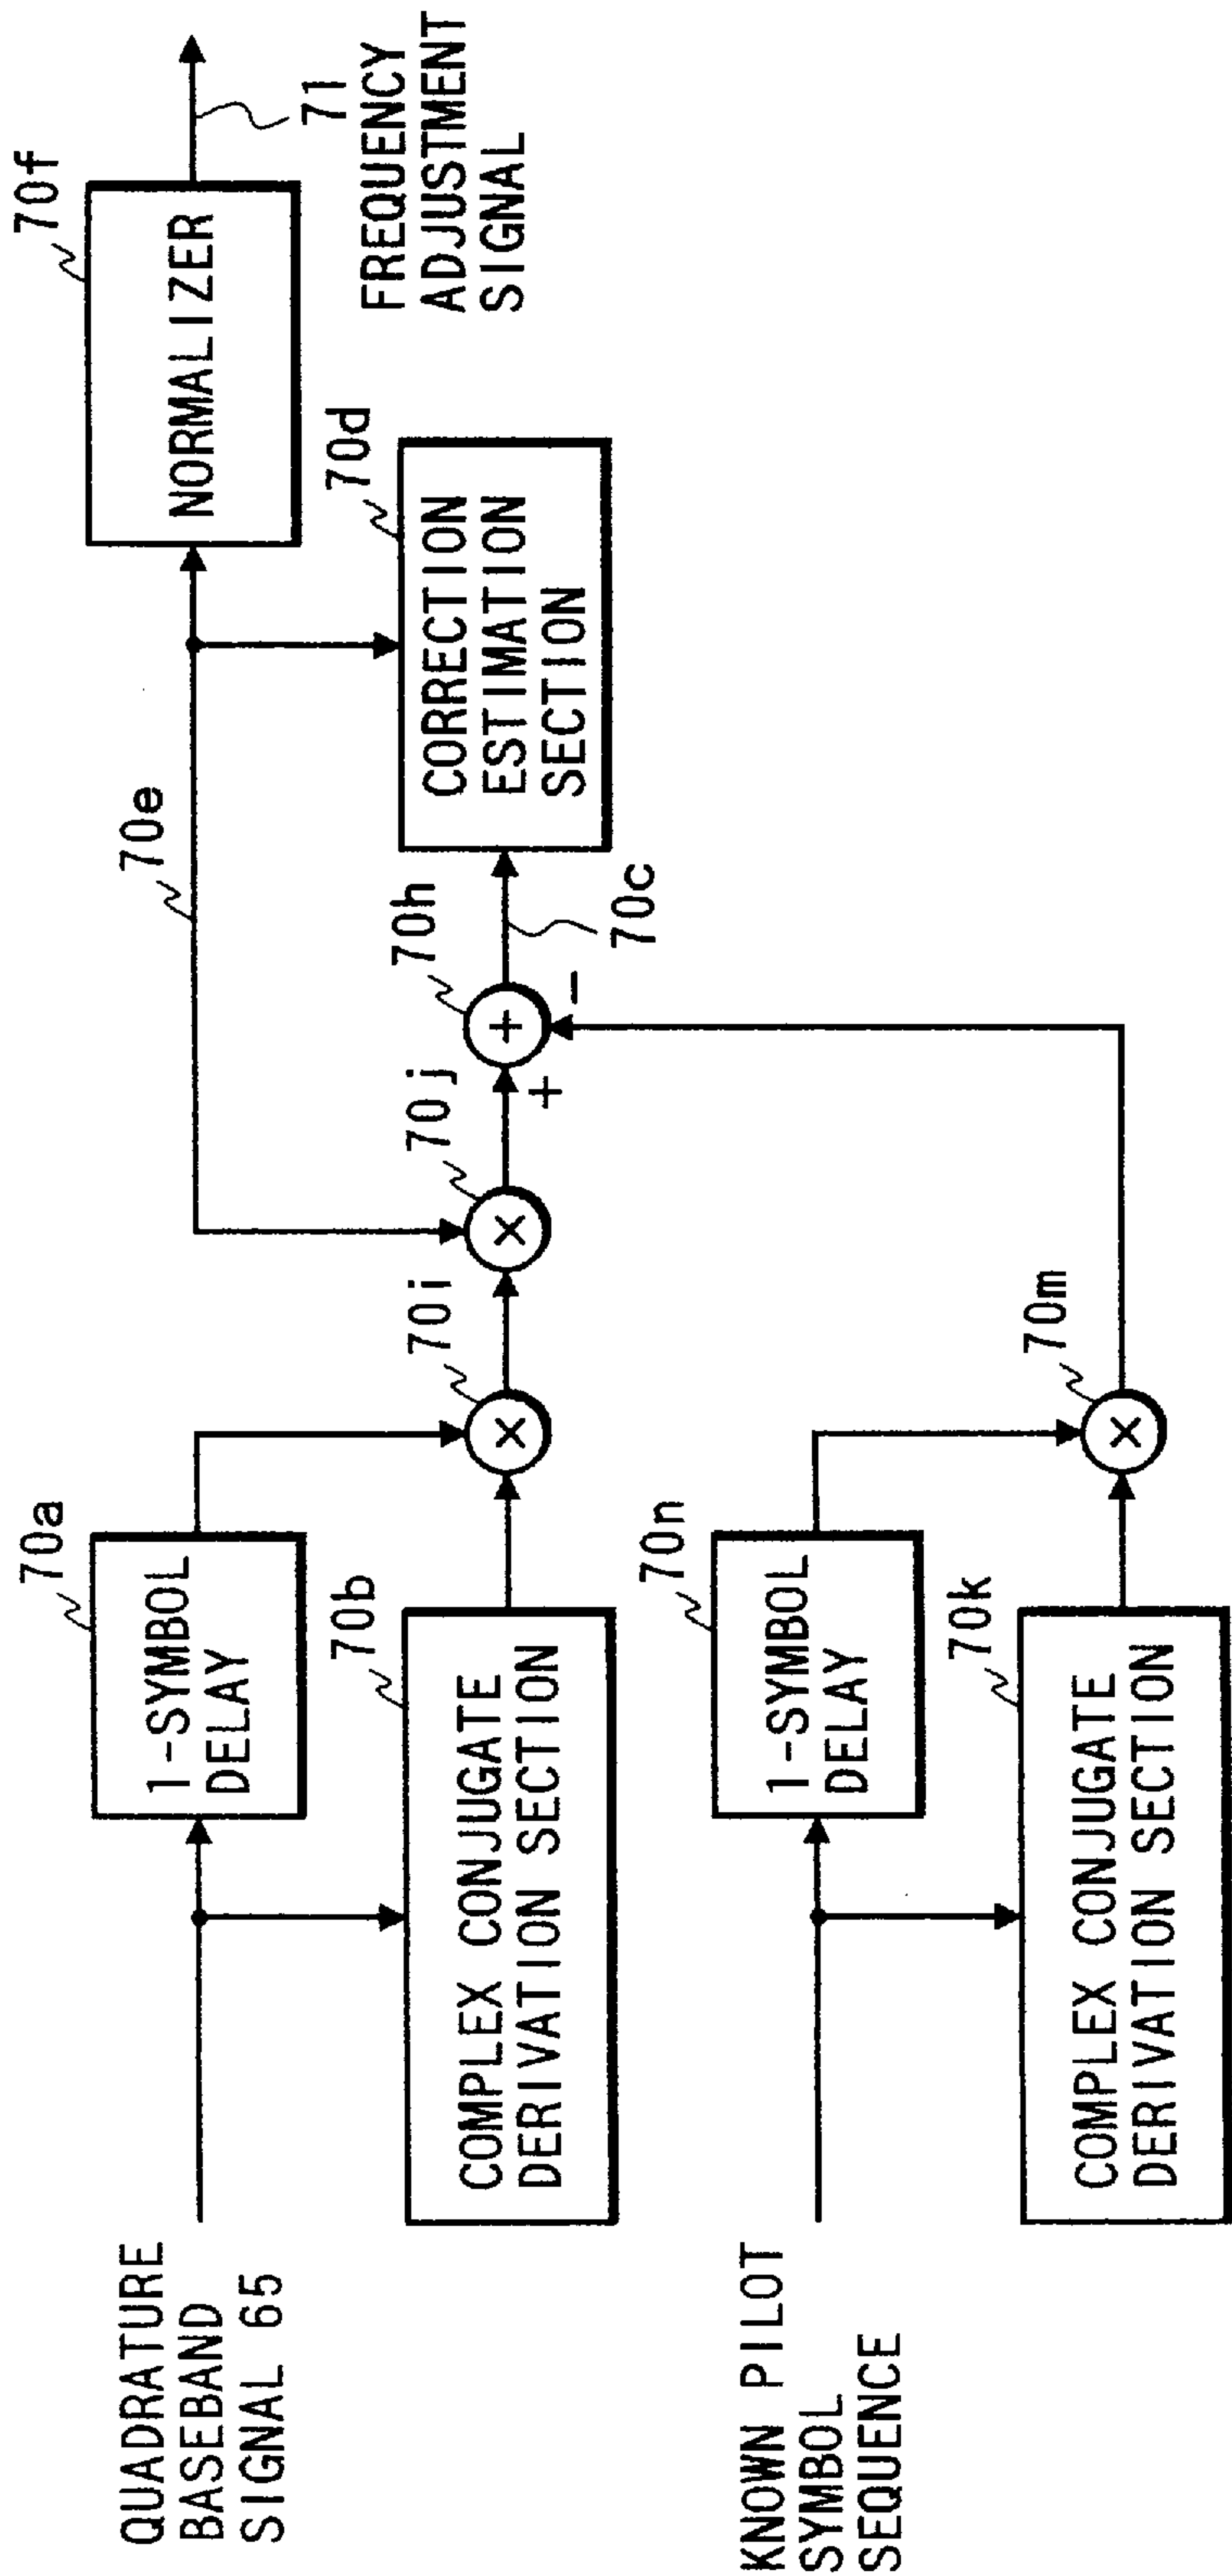 QUADRATURE
BASEBAND
SIGNAL 65
70a
1-SYMBOL
DELAY
70b
COMPLEX CONJUGATE
DERIVATION SECTION
70i
70j
70e
70h
+
+
-
×
×
70c
70d
CORRECTION
ESTIMATION
SECTION
70f
NORMALIZER
71
FREQUENCY
ADJUSTMENT
SIGNAL
KNOWN PILOT
SYMBOL
SEQUENCE
70n
1-SYMBOL
DELAY
70k
COMPLEX CONJUGATE
DERIVATION SECTION
70m
×